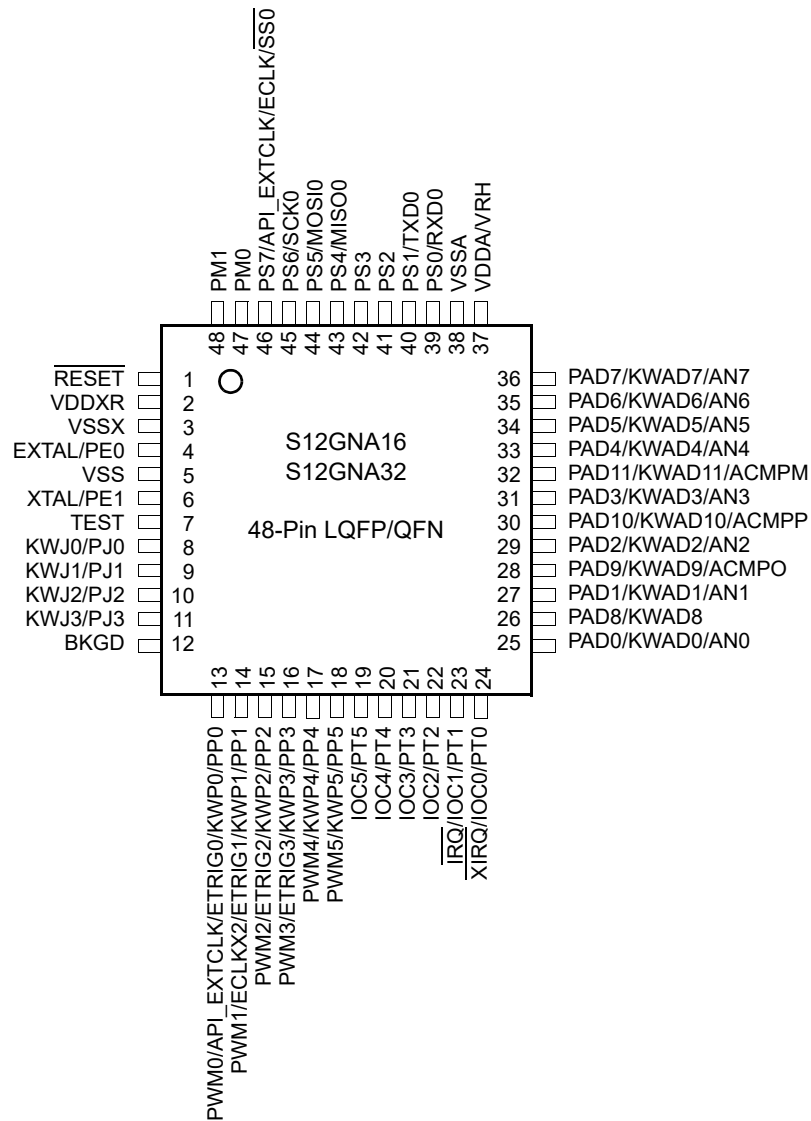 PS7/API_EXTCLK/ECLK/SS0
PM1
PM0
PS6/SCK0
PS5/MOSI0
PS4/MISO0
PS3
PS2
PS1/TXD0
PS0/RXD0
VSSA
VDDA/VRH
48
47
46
45
44
43
42
41
40
39
38
37
RESET 1
VDDXR 2
VSSX 3
EXTAL/PE0 4
VSS 5
XTAL/PE1 6
TEST 7
KWJ0/PJ0 8
KWJ1/PJ1 9
KWJ2/PJ2 10
KWJ3/PJ3 11
BKGD 12
S12GNA16
S12GNA32
48-Pin LQFP/QFN
36 PAD7/KWAD7/AN7
35 PAD6/KWAD6/AN6
34 PAD5/KWAD5/AN5
33 PAD4/KWAD4/AN4
32 PAD11/KWAD11/ACMPM
31 PAD3/KWAD3/AN3
30 PAD10/KWAD10/ACMPP
29 PAD2/KWAD2/AN2
28 PAD9/KWAD9/ACMPO
27 PAD1/KWAD1/AN1
26 PAD8/KWAD8
25 PAD0/KWAD0/AN0
13
14
15
16
17
18
19
20
21
22
23
24
PWM0/API_EXTCLK/ETRIG0/KWP0/PP0
PWM1/ECLKX2/ETRIG1/KWP1/PP1
PWM2/ETRIG2/KWP2/PP2
PWM3/ETRIG3/KWP3/PP3
PWM4/KWP4/PP4
PWM5/KWP5/PP5
IOC5/PT5
IOC4/PT4
IOC3/PT3
IOC2/PT2
IRQ/IOC1/PT1
XIRQ/IOC0/PT0